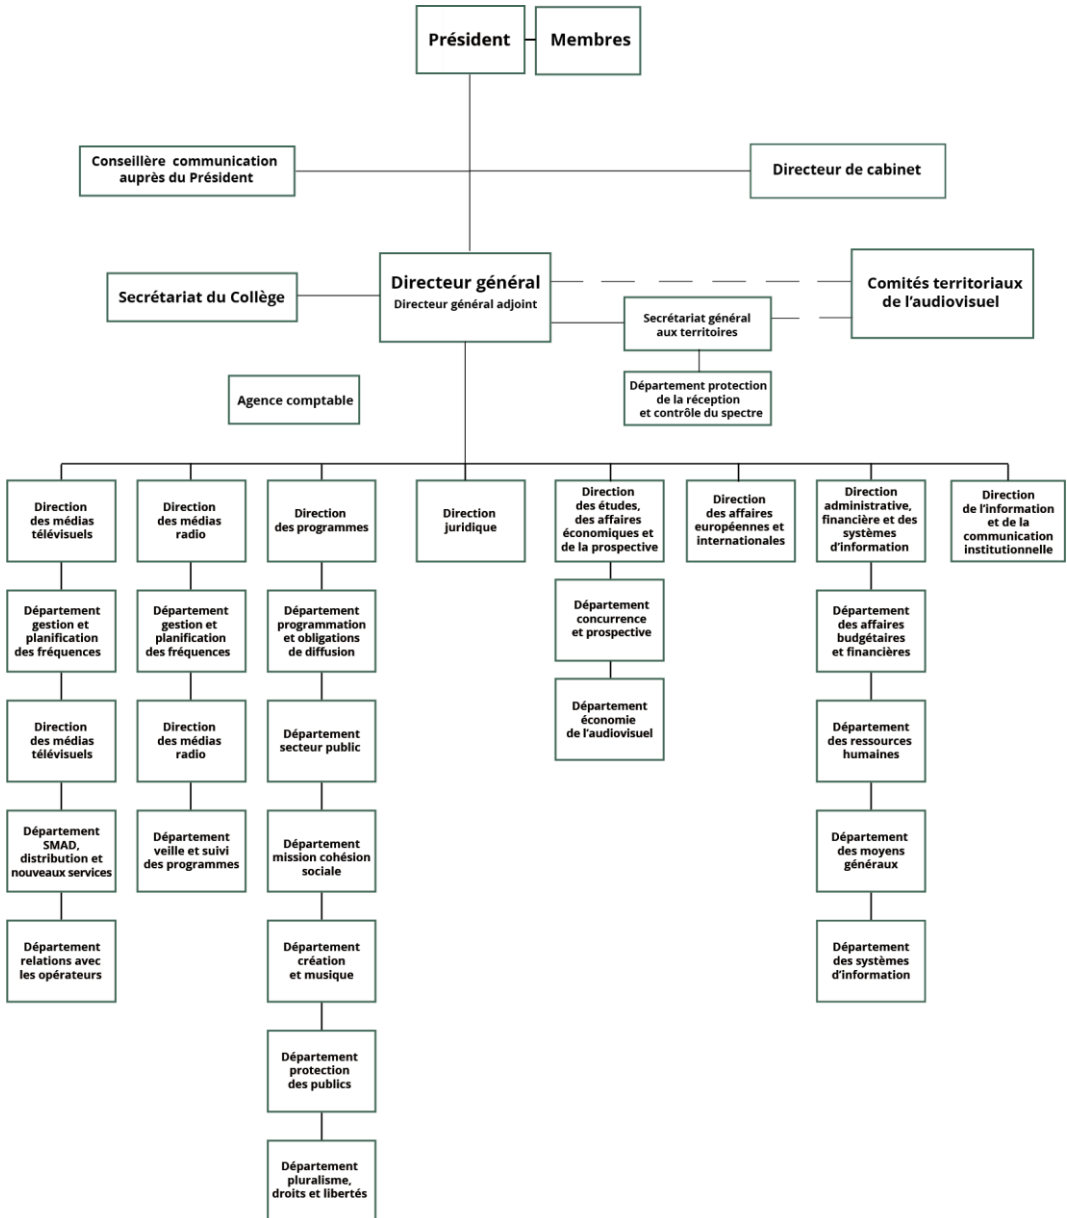 Président
Membres
Conseillère communication
auprès du Président
Directeur de cabinet
Directeur général
Directeur général adjoint
Secrétariat du Collège
Comités territoriaux
de l'audiovisuel
Secrétariat général
aux territoires
Agence comptable
Département protection
de la réception
et contrôle du spectre
Direction
des médias
télévisuels
Direction
des médias
radio
Direction
des programmes
Direction
juridique
Direction
des études,
des affaires
économiques et
de la prospective
Direction
des affaires
européennes et
internationales
Direction
administrative,
financière et des
systèmes
d'information
Direction
de l'information
et de la
communication
institutionnelle
Département
gestion et
planification
des fréquences
Département
gestion et
planification
des fréquences
Département
programmation
et obligations
de diffusion
Département
concurrence
et prospective
Département
des affaires
budgétaires
et financières
Direction
des médias
télévisuels
Direction
des médias
radio
Département
secteur public
Département
économie
de l'audiovisuel
Département
des ressources
humaines
Département
SMAD,
distribution et
nouveaux services
Département
veille et suivi
des programmes
Département
mission cohésion
sociale
Département
des moyens
généraux
Département
relations avec
les opérateurs
Département
création
et musique
Département
des systèmes
d'information
Département
protection
des publics
Département
pluralisme,
droits et libertés